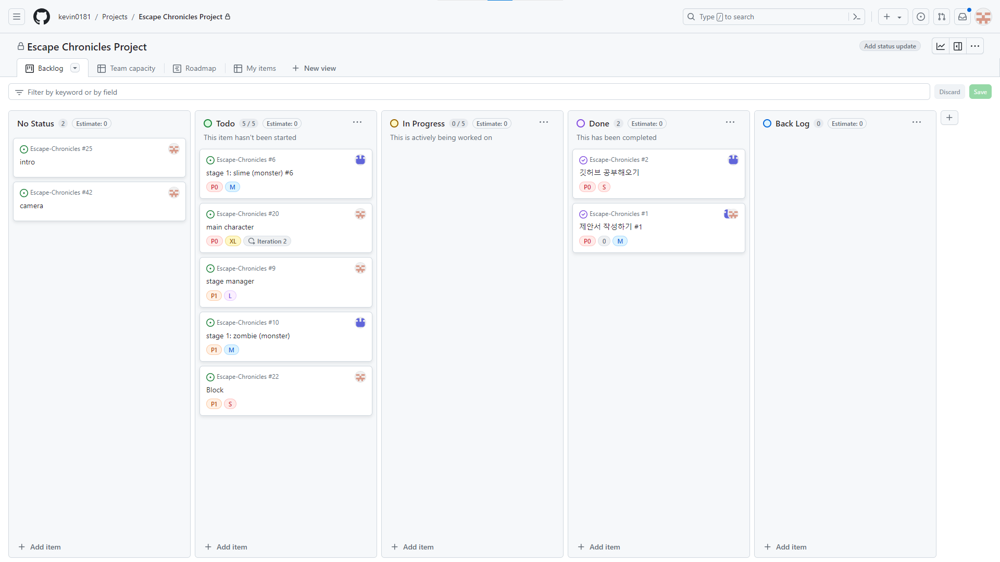 kevin0181 / Projects / Escape Chronicles Project
Type / to search
Escape Chronicles Project
Add status update
Backlog
Team capacity
Roadmap
My items
New view
Filter by keyword or by field
Discard
Save
No Status 2 Estimate: 0
Escape-Chronicles #25
intro
Escape-Chronicles #42
camera
Add item
Todo 5 / 5 Estimate: 0
This item hasn't been started
Escape-Chronicles #6
stage 1: slime (monster) #6
P0 M
Escape-Chronicles #20
main character
P0 XL Iteration 2
Escape-Chronicles #9
stage manager
P1 L
Escape-Chronicles #10
stage 1: zombie (monster)
P1 M
Escape-Chronicles #22
Block
P1 S
Add item
In Progress 0 / 5 Estimate: 0
This is actively being worked on
Add item
Done 2 Estimate: 0
This has been completed
Escape-Chronicles #2
깃허브 공부해오기
P0 S
Escape-Chronicles #1
제안서 작성하기 #1
P0 0 M
Add item
Back Log 0 Estimate: 0
Add item